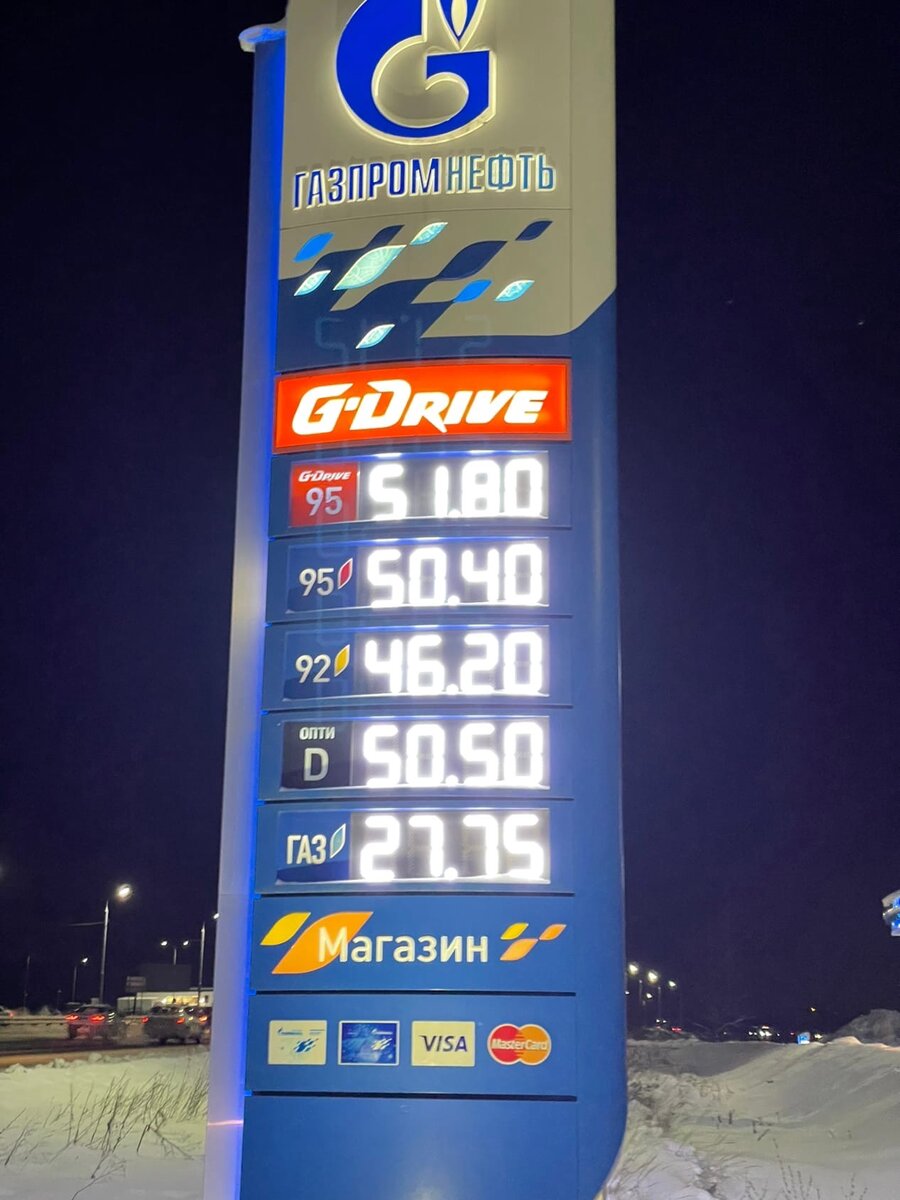 ГАЗПРОМНЕФТЬ
G-DRIVE
G-DRIVE
95 51.80
95 50.40
92 46.20
ОПТИ
D 50.50
ГАЗ 27.75
Магазин
VISA MasterCard